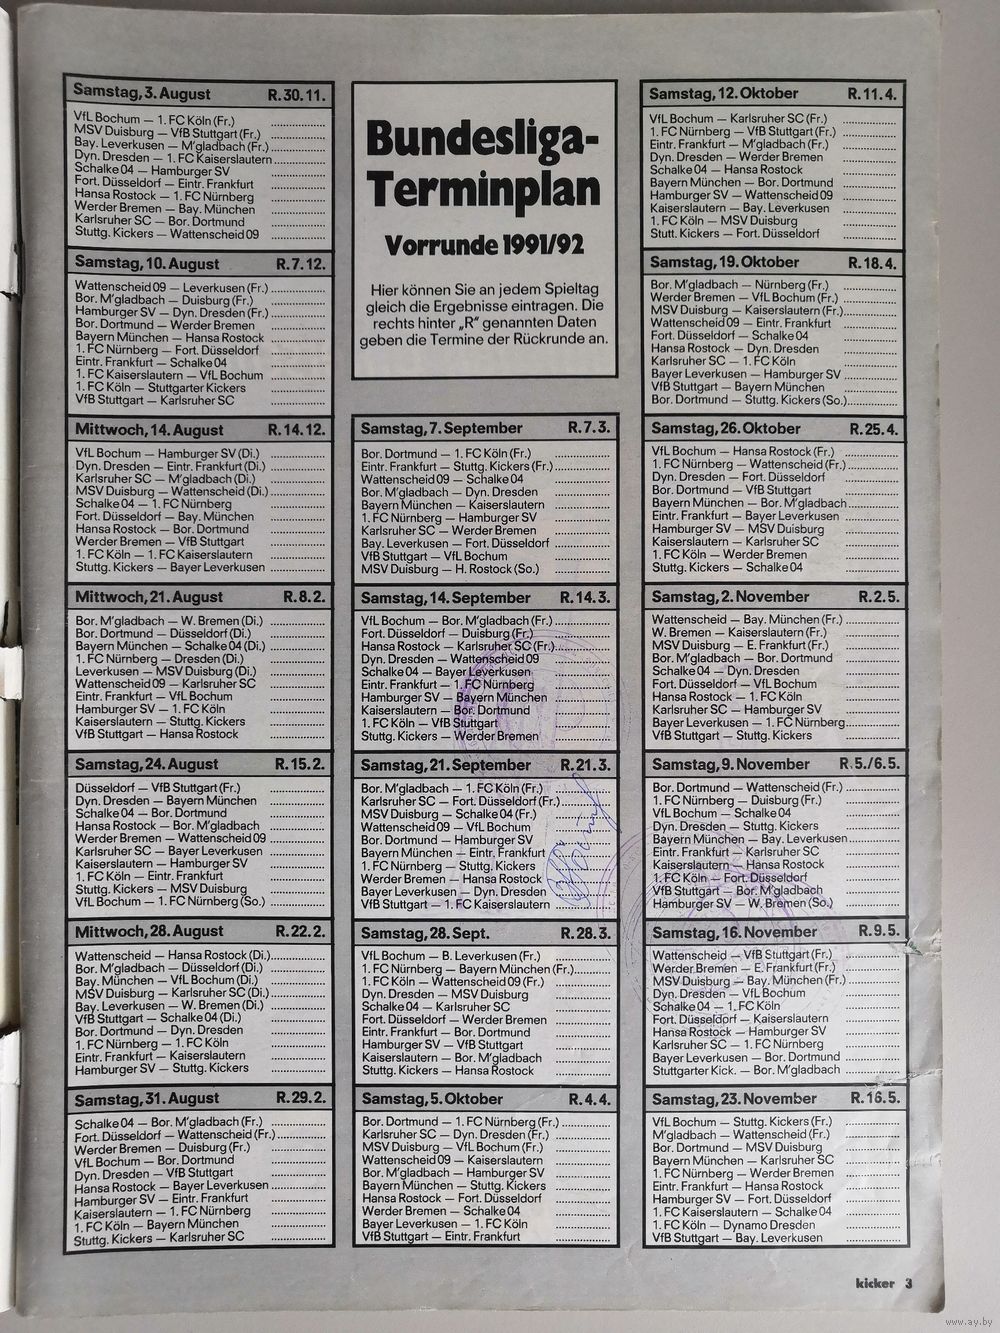 Samstag, 3. August R.30.11.
VfL Bochum — 1. FC Köln (Fr.)
MSV Duisburg — VfB Stuttgart (Fr.)
Bay. Leverkusen — M'gladbach (Fr.)
Dyn. Dresden — 1. FC Kaiserslautern
Schalke 04 — Hamburger SV
Fort. Düsseldorf — Eintr. Frankfurt
Hansa Rostock — 1. FC Nürnberg
Werder Bremen — Bay. München
Karlsruher SC — Bor. Dortmund
Stuttg. Kickers — Wattenscheid 09
Samstag, 10. August R.7.12.
Wattenscheid 09 — Leverkusen (Fr.)
Bor. M'gladbach — Duisburg (Fr.)
Hamburger SV — Dyn. Dresden (Fr.)
Bor. Dortmund — Werder Bremen
Bayern München — Hansa Rostock
1. FC Nürnberg — Fort. Düsseldorf
Eintr. Frankfurt — Schalke 04
1. FC Kaiserslautern — VfL Bochum
1. FC Köln — Stuttgarter Kickers
VfB Stuttgart — Karlsruher SC
Mittwoch, 14. August R.14.12.
VfL Bochum — Hamburger SV (Di.)
Dyn. Dresden — Eintr. Frankfurt (Di.)
Karlsruher SC — M'gladbach (Di.)
MSV Duisburg — Wattenscheid (Di.)
Schalke 04 — 1. FC Nürnberg
Fort. Düsseldorf — Bay. München
Hansa Rostock — Bor. Dortmund
Werder Bremen — VfB Stuttgart
1. FC Köln — 1. FC Kaiserslautern
Stuttg. Kickers — Bayer Leverkusen
Mittwoch, 21. August R.8.2.
Bor. M'gladbach — W. Bremen (Di.)
Bor. Dortmund — Düsseldorf (Di.)
Bayern München — Schalke 04 (Di.)
1. FC Nürnberg — Dresden (Di.)
Leverkusen — MSV Duisburg (Di.)
Wattenscheid 09 — Karlsruher SC
Eintr. Frankfurt — VfL Bochum
Hamburger SV — 1. FC Köln
Kaiserslautern — Stuttg. Kickers
VfB Stuttgart — Hansa Rostock
Samstag, 24. August R.15.2.
Düsseldorf — VfB Stuttgart (Fr.)
Dyn. Dresden — Bayern München
Schalke 04 — Bor. Dortmund
Hansa Rostock — Bor. M'gladbach
Werder Bremen — Wattenscheid 09
Karlsruher SC — Bayer Leverkusen
Kaiserslautern — Hamburger SV
1. FC Köln — Eintr. Frankfurt
Stuttg. Kickers — MSV Duisburg
VfL Bochum — 1. FC Nürnberg (So.)
Mittwoch, 28. August R.22.2.
Wattenscheid — Hansa Rostock (Di.)
Bor. M'gladbach — Düsseldorf (Di.)
Bay. München — VfL Bochum (Di.)
MSV Duisburg — Karlsruher SC (Di.)
Bay. Leverkusen — W. Bremen (Di.)
VfB Stuttgart — Schalke 04 (Di.)
Bor. Dortmund — Dyn. Dresden
1. FC Nürnberg — 1. FC Köln
Eintr. Frankfurt — Kaiserslautern
Hamburger SV — Stuttg. Kickers
Samstag, 31. August R.29.2.
Schalke 04 — Bor. M'gladbach (Fr.)
Fort. Düsseldorf — Wattenscheid (Fr.)
Werder Bremen — Duisburg (Fr.)
VfL Bochum — Bor. Dortmund
Dyn. Dresden — VfB Stuttgart
Hansa Rostock — Bayer Leverkusen
Hamburger SV — Eintr. Frankfurt
Kaiserslautern — 1. FC Nürnberg
1. FC Köln — Bayern München
Stuttg. Kickers — Karlsruher SC
Bundesliga-
Terminplan
Vorrunde 1991/92
Hier können Sie an jedem Spieltag
gleich die Ergebnisse eintragen. Die
rechts hinter „R“ genannten Daten
geben die Termine der Rückrunde an.
Samstag, 7. September R.7.3.
Bor. Dortmund — 1. FC Köln (Fr.)
Eintr. Frankfurt — Stuttg. Kickers (Fr.)
Wattenscheid 09 — Schalke 04
Bor. M'gladbach — Dyn. Dresden
Bayern München — Kaiserslautern
1. FC Nürnberg — Hamburger SV
Karlsruher SC — Werder Bremen
Bay. Leverkusen — Fort. Düsseldorf
VfB Stuttgart — VfL Bochum
MSV Duisburg — H. Rostock (So.)
Samstag, 14. September R.14.3.
VfL Bochum — Bor. M'gladbach (Fr.)
Fort. Düsseldorf — Duisburg (Fr.)
Hansa Rostock — Karlsruher SC (Fr.)
Dyn. Dresden — Wattenscheid 09
Schalke 04 — Bayer Leverkusen
Eintr. Frankfurt — 1. FC Nürnberg
Hamburger SV — Bayern München
Kaiserslautern — Bor. Dortmund
1. FC Köln — VfB Stuttgart
Stuttg. Kickers — Werder Bremen
Samstag, 21. September R.21.3.
Bor. M'gladbach — 1. FC Köln (Fr.)
Karlsruher SC — Fort. Düsseldorf (Fr.)
MSV Duisburg — Schalke 04 (Fr.)
Wattenscheid 09 — VfL Bochum
Bor. Dortmund — Hamburger SV
Bayern München — Eintr. Frankfurt
1. FC Nürnberg — Stuttg. Kickers
Werder Bremen — Hansa Rostock
Bayer Leverkusen — Dyn. Dresden
VfB Stuttgart — 1. FC Kaiserslautern
Samstag, 28. Sept. R.28.3.
VfL Bochum — B. Leverkusen (Fr.)
1. FC Nürnberg — Bayern München (Fr.)
1. FC Köln — Wattenscheid 09 (Fr.)
Dyn. Dresden — MSV Duisburg
Schalke 04 — Karlsruher SC
Fort. Düsseldorf — Werder Bremen
Eintr. Frankfurt — Bor. Dortmund
Hamburger SV — VfB Stuttgart
Kaiserslautern — Bor. M'gladbach
Stuttg. Kickers — Hansa Rostock
Samstag, 5. Oktober R.4.4.
Bor. Dortmund — 1. FC Nürnberg (Fr.)
Karlsruher SC — Dyn. Dresden (Fr.)
MSV Duisburg — VfL Bochum (Fr.)
Wattenscheid 09 — Kaiserslautern
Bor. M'gladbach — Hamburger SV
Bayern München — Stuttg. Kickers
Hansa Rostock — Fort. Düsseldorf
Werder Bremen — Schalke 04
Bayer Leverkusen — 1. FC Köln
VfB Stuttgart — Eintr. Frankfurt
Samstag, 12. Oktober R.11.4.
VfL Bochum — Karlsruher SC (Fr.)
1. FC Nürnberg — VfB Stuttgart (Fr.)
Eintr. Frankfurt — M'gladbach (Fr.)
Dyn. Dresden — Werder Bremen
Schalke 04 — Hansa Rostock
Bayern München — Bor. Dortmund
Hamburger SV — Wattenscheid 09
Kaiserslautern — Bay. Leverkusen
1. FC Köln — MSV Duisburg
Stutt. Kickers — Fort. Düsseldorf
Samstag, 19. Oktober R.18.4.
Bor. M'gladbach — Nürnberg (Fr.)
Werder Bremen — VfL Bochum (Fr.)
MSV Duisburg — Kaiserslautern (Fr.)
Wattenscheid 09 — Eintr. Frankfurt
Fort. Düsseldorf — Schalke 04
Hansa Rostock — Dyn. Dresden
Karlsruher SC — 1. FC Köln
Bayer Leverkusen — Hamburger SV
VfB Stuttgart — Bayern München
Bor. Dortmund — Stuttg. Kickers (So.)
Samstag, 26. Oktober R.25.4.
VfL Bochum — Hansa Rostock (Fr.)
1. FC Nürnberg — Wattenscheid (Fr.)
Dyn. Dresden — Fort. Düsseldorf
Bor. Dortmund — VfB Stuttgart
Bayern München — Bor. M'gladbach
Eintr. Frankfurt — Bayer Leverkusen
Hamburger SV — MSV Duisburg
Kaiserslautern — Karlsruher SC
1. FC Köln — Werder Bremen
Stuttg. Kickers — Schalke 04
Samstag, 2. November R.2.5.
Wattenscheid — Bay. München (Fr.)
W. Bremen — Kaiserslautern (Fr.)
MSV Duisburg — E. Frankfurt (Fr.)
Bor. M'gladbach — Bor. Dortmund
Schalke 04 — Dyn. Dresden
Fort. Düsseldorf — VfL Bochum
Hansa Rostock — 1. FC Köln
Karlsruher SC — Hamburger SV
Bayer Leverkusen — 1. FC Nürnberg
VfB Stuttgart — Stuttg. Kickers
Samstag, 9. November R.5./6.5.
Bor. Dortmund — Wattenscheid (Fr.)
1. FC Nürnberg — Duisburg (Fr.)
VfL Bochum — Schalke 04
Dyn. Dresden — Stuttg. Kickers
Bayern München — Bay. Leverkusen
Eintr. Frankfurt — Karlsruher SC
Kaiserslautern — Hansa Rostock
1. FC Köln — Fort. Düsseldorf
VfB Stuttgart — Bor. M'gladbach
Hamburger SV — W. Bremen (So.)
Samstag, 16. November R.9.5.
Wattenscheid — VfB Stuttgart (Fr.)
Werder Bremen — E. Frankfurt (Fr.)
MSV Duisburg — Bay. München (Fr.)
Dyn. Dresden — VfL Bochum
Schalke 04 — 1. FC Köln
Fort. Düsseldorf — Kaiserslautern
Hansa Rostock — Hamburger SV
Karlsruher SC — 1. FC Nürnberg
Bayer Leverkusen — Bor. Dortmund
Stuttgarter Kick. — Bor. M'gladbach
Samstag, 23. November R.16.5.
VfL Bochum — Stuttg. Kickers (Fr.)
M'gladbach — Wattenscheid (Fr.)
Bor. Dortmund — MSV Duisburg
Bayern München — Karlsruher SC
1. FC Nürnberg — Werder Bremen
Eintr. Frankfurt — Hansa Rostock
Hamburger SV — Fort. Düsseldorf
1. FC Kaiserslautern — Schalke 04
1. FC Köln — Dynamo Dresden
VfB Stuttgart — Bay. Leverkusen
kicker 3
www.ay.by